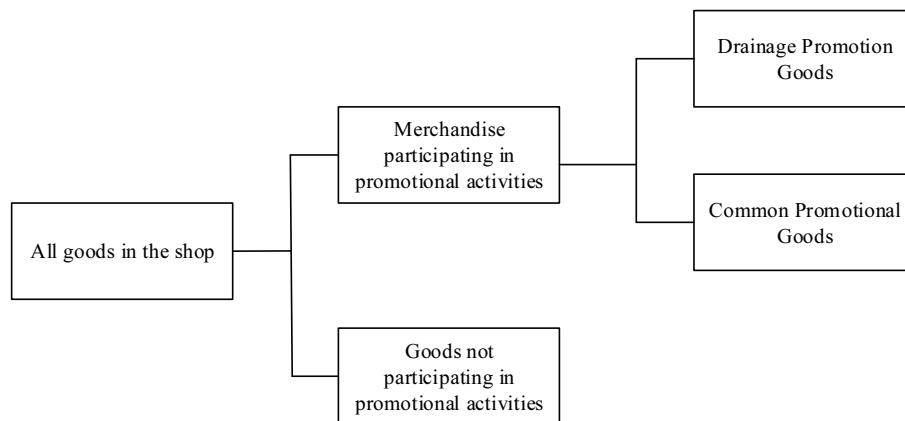 Drainage Promotion
Goods
Merchandise
participating in
promotional activities
Common Promotional
Goods
All goods in the shop
Goods not
participating in
promotional activities